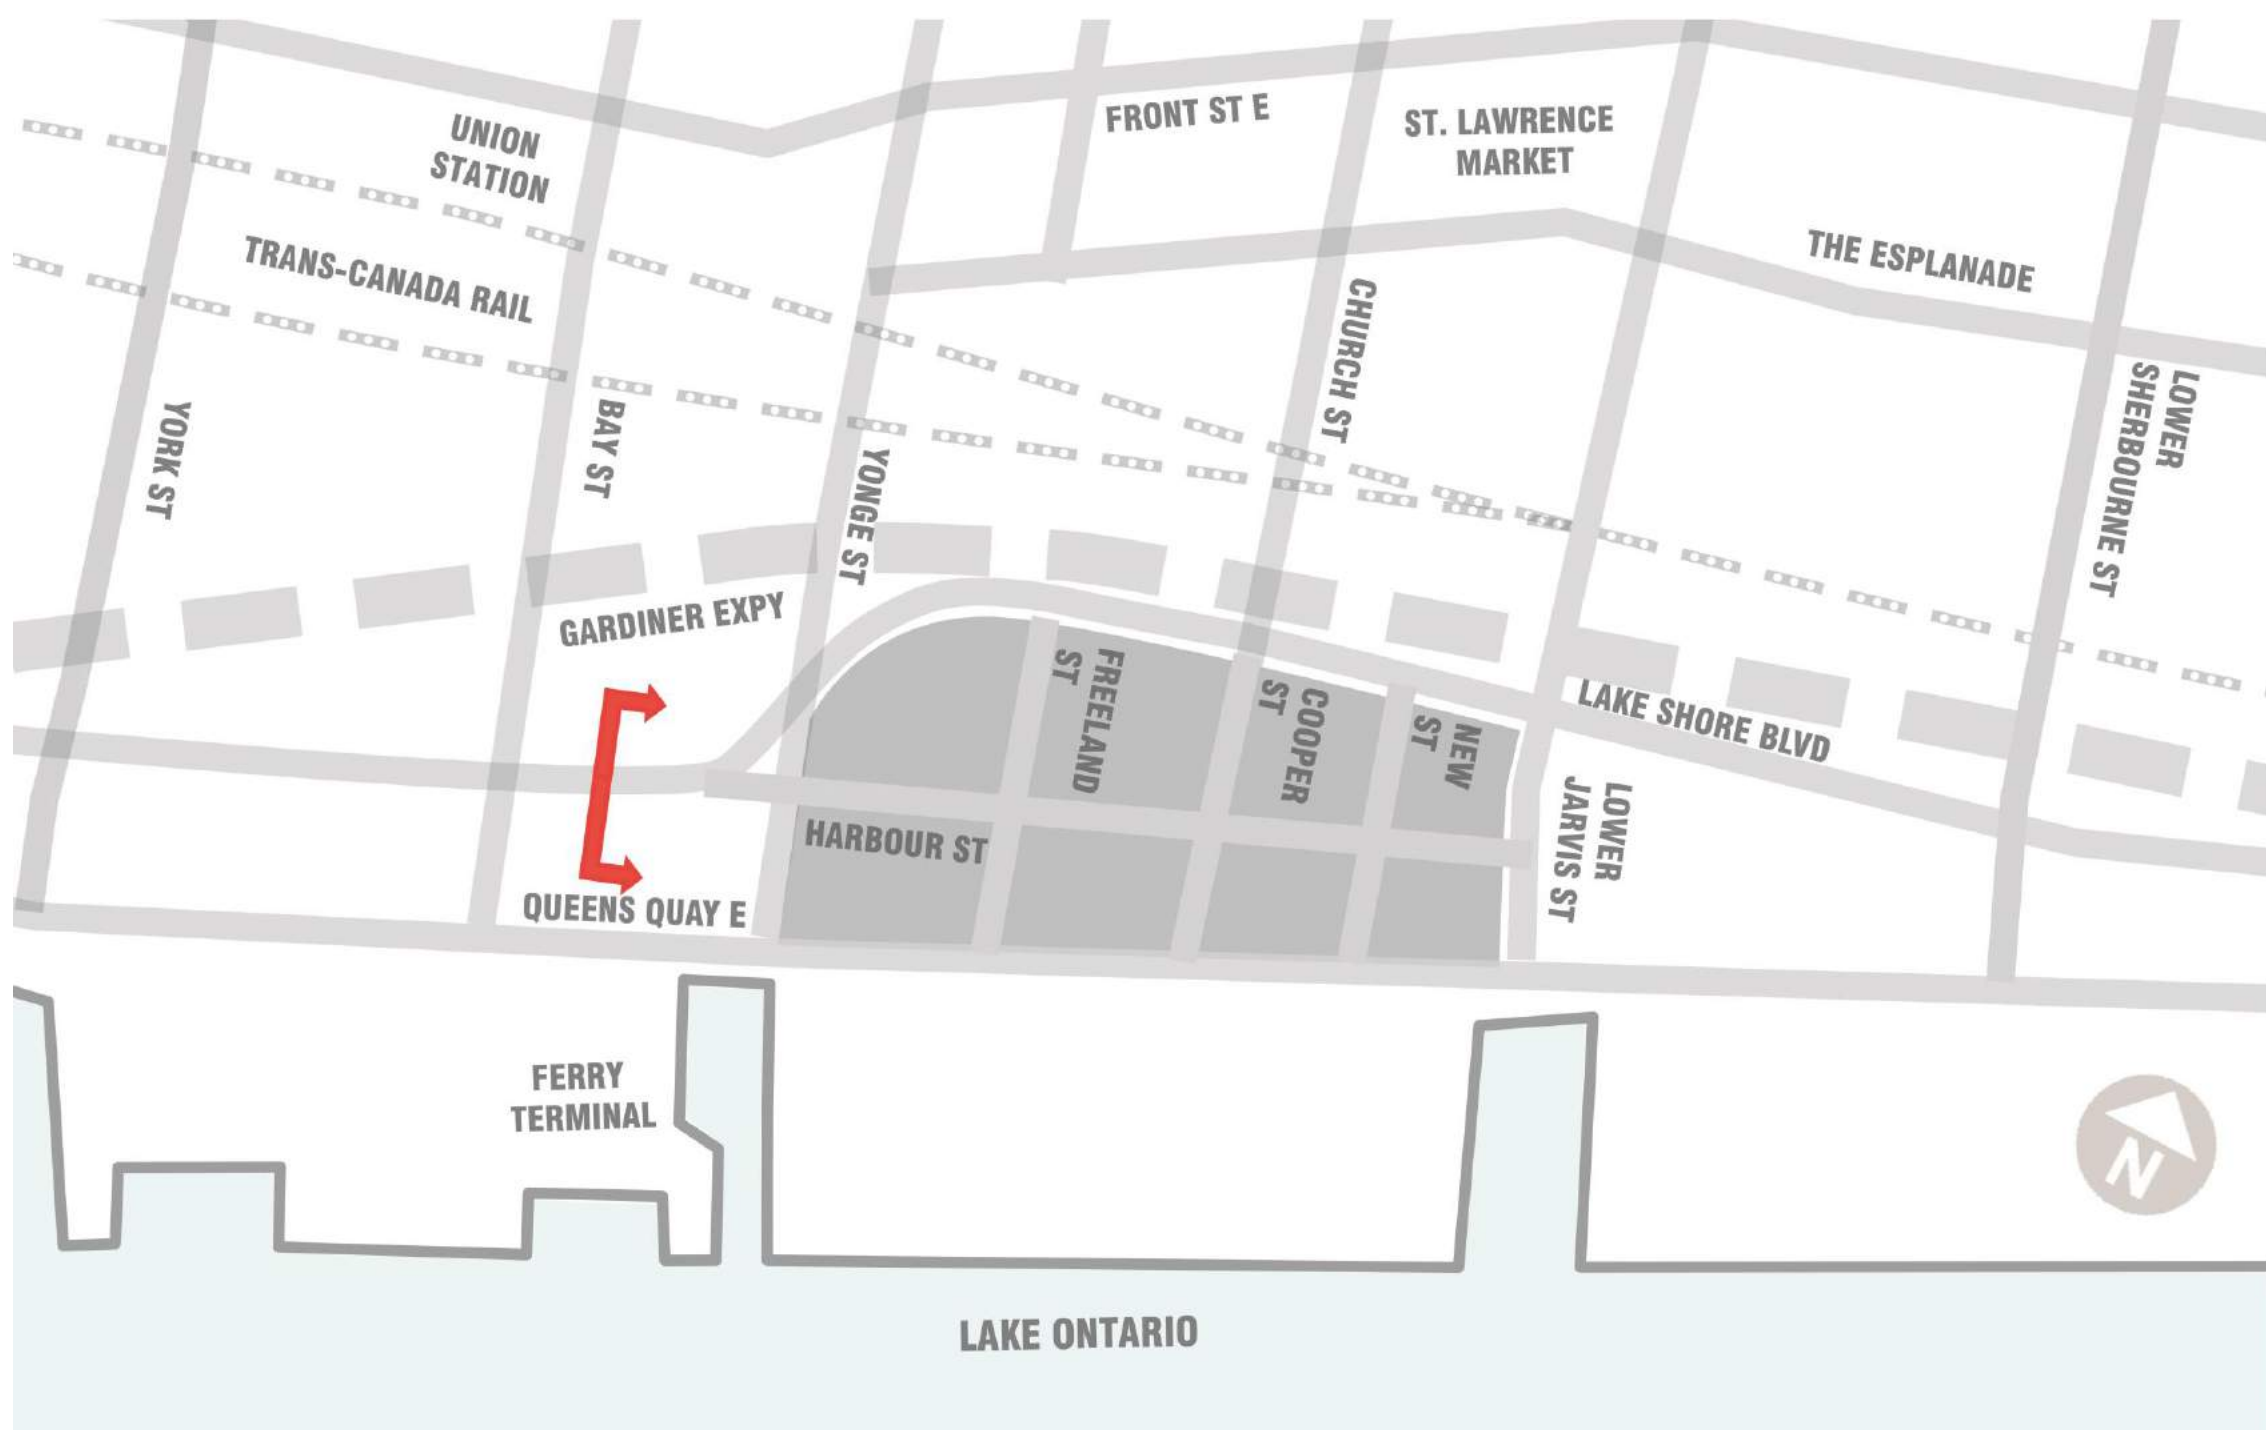 FRONT ST E
ST. LAWRENCE
MARKET
UNION
STATION
TRANS-CANADA RAIL
THE ESPLANADE
CHURCH ST
LOWER
SHERBOURNE ST
YORK ST
BAY ST
YONGE ST
GARDINER EXPY
FREELAND
ST
COOPER
ST
NEW
ST
LAKE SHORE BLVD
LOWER
JARVIS ST
HARBOUR ST
QUEENS QUAY E
FERRY
TERMINAL
N
LAKE ONTARIO